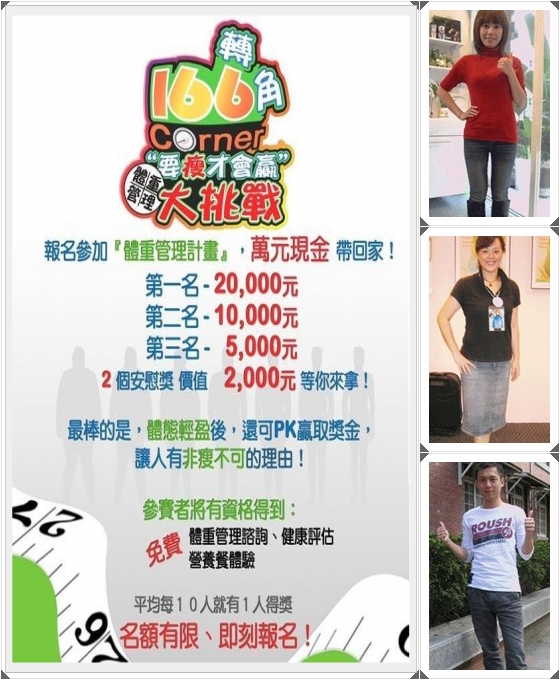 轉
166角
Corner
“要瘦才會贏”
體重
管理
大挑戰
報名參加『體重管理計畫』，萬元現金 帶回家！
第一名 - 20,000元
第二名 - 10,000元
第三名 - 5,000元
2 個安慰獎 價值 2,000元 等你來拿！
最棒的是，體態輕盈後，還可PK贏取獎金，
讓人有非瘦不可的理由！
參賽者將有資格得到：
免費 體重管理諮詢、健康評估
營養餐體驗
平均每１０人就有１人得獎
名額有限、即刻報名！
27
97
ROUSH